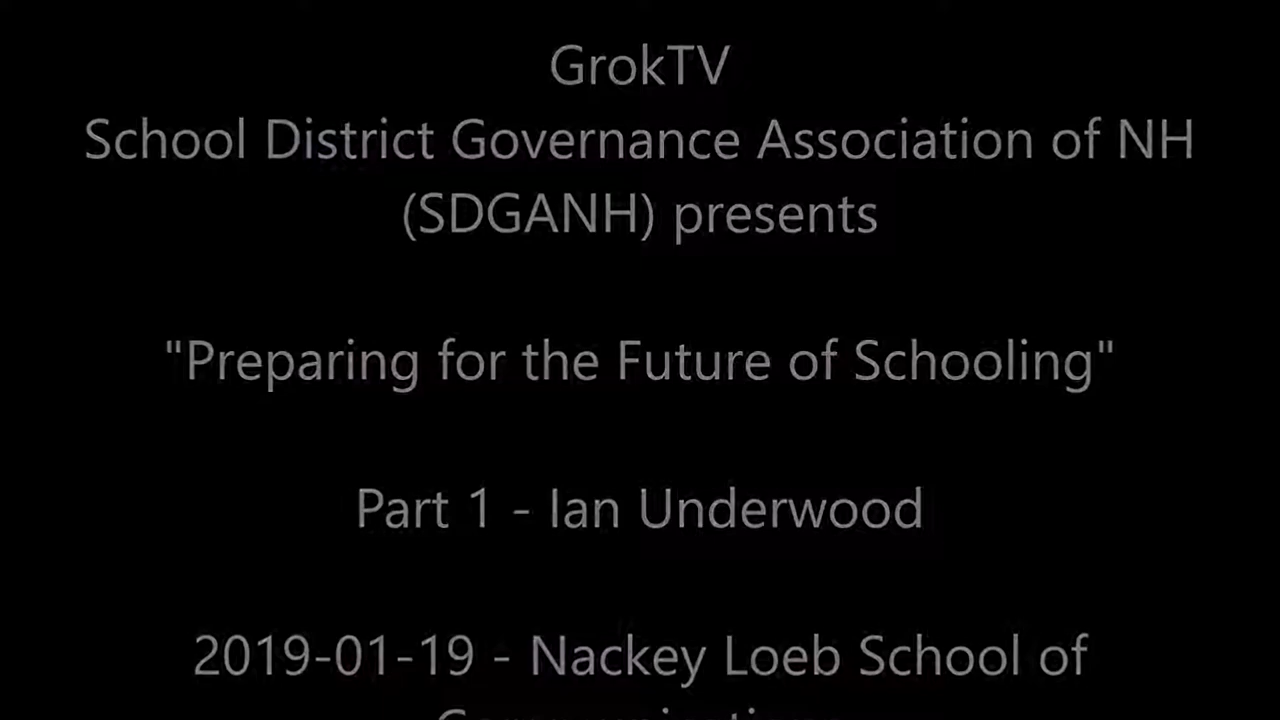 GrokTV
School District Governance Association of NH
(SDGANH) presents
"Preparing for the Future of Schooling"
Part 1 - Ian Underwood
2019-01-19 - Nackey Loeb School of